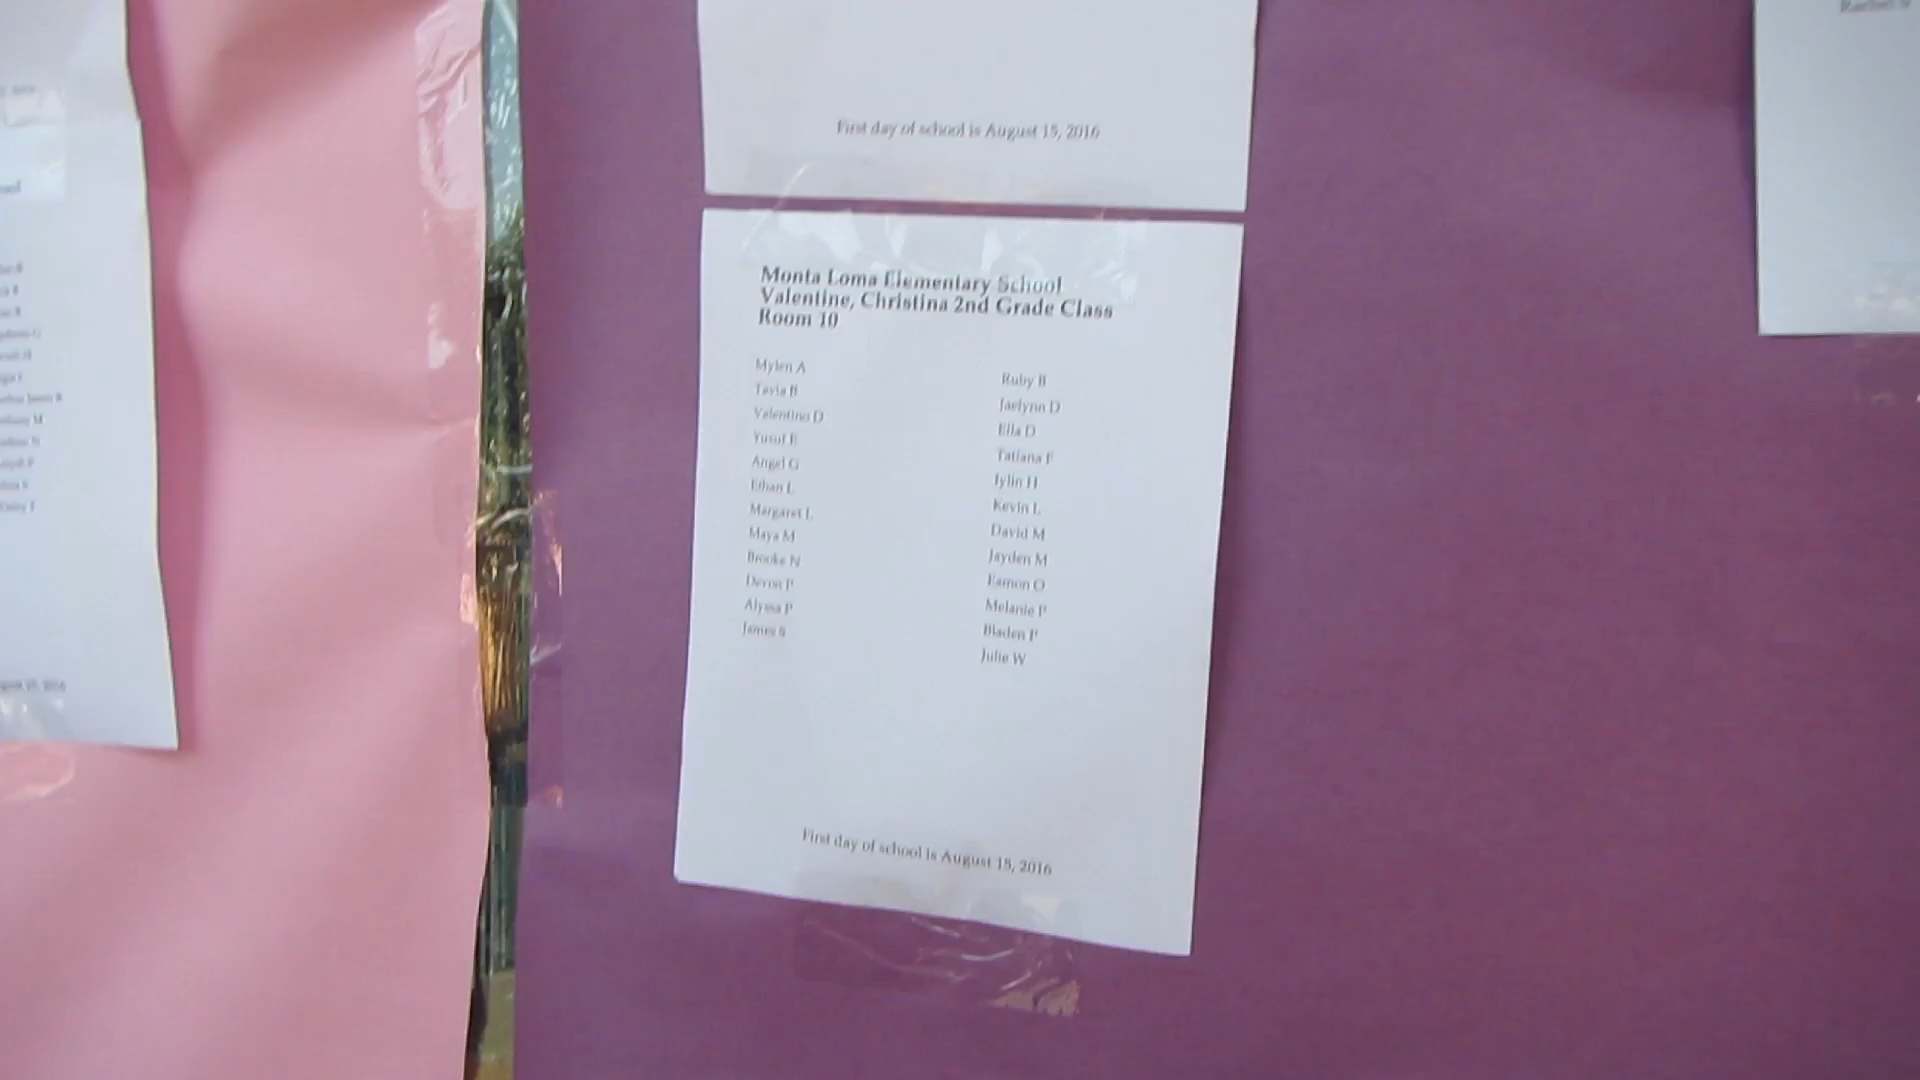 First day of school is August 15, 2016
Monta Loma Elementary School
Valentine, Christina 2nd Grade Class
Room 10
Mylen A
Tavia B
Valentino D
Yusuf E
Angel G
Ethan L
Margaret L
Maya M
Brooke N
Devon P
Alyssa P
James S
Ruby B
Jaelynn D
Ella D
Tatiana F
Jylin H
Kevin L
David M
Jayden M
Eamon O
Melanie P
Bladen P
Julie W
First day of school is August 15, 2016